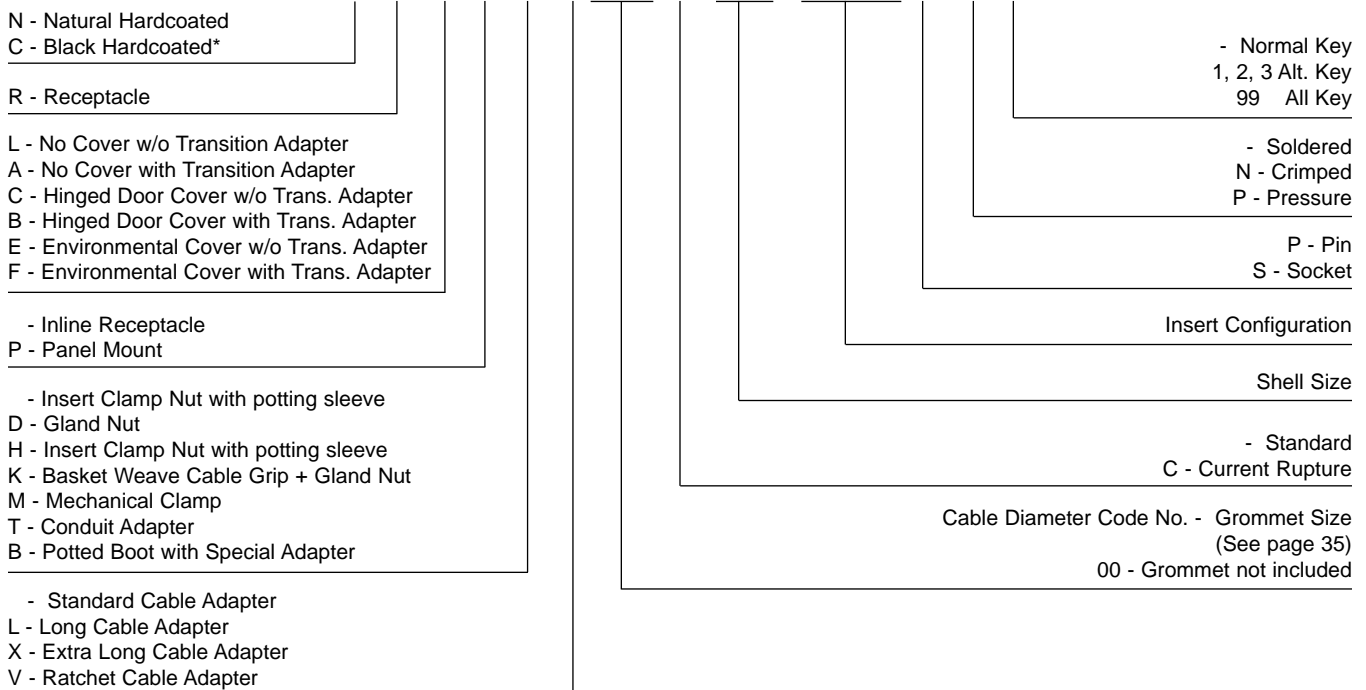 N - Natural Hardcoated
C - Black Hardcoated*
R - Receptacle
L - No Cover w/o Transition Adapter
A - No Cover with Transition Adapter
C - Hinged Door Cover w/o Trans. Adapter
B - Hinged Door Cover with Trans. Adapter
E - Environmental Cover w/o Trans. Adapter
F - Environmental Cover with Trans. Adapter
- Inline Receptacle
P - Panel Mount
- Insert Clamp Nut with potting sleeve
D - Gland Nut
H - Insert Clamp Nut with potting sleeve
K - Basket Weave Cable Grip + Gland Nut
M - Mechanical Clamp
T - Conduit Adapter
B - Potted Boot with Special Adapter
- Standard Cable Adapter
L - Long Cable Adapter
X - Extra Long Cable Adapter
V - Ratchet Cable Adapter
- Normal Key
1, 2, 3 Alt. Key
99 All Key
- Soldered
N - Crimped
P - Pressure
P - Pin
S - Socket
Insert Configuration
Shell Size
- Standard
C - Current Rupture
Cable Diameter Code No. - Grommet Size
(See page 35)
00 - Grommet not included